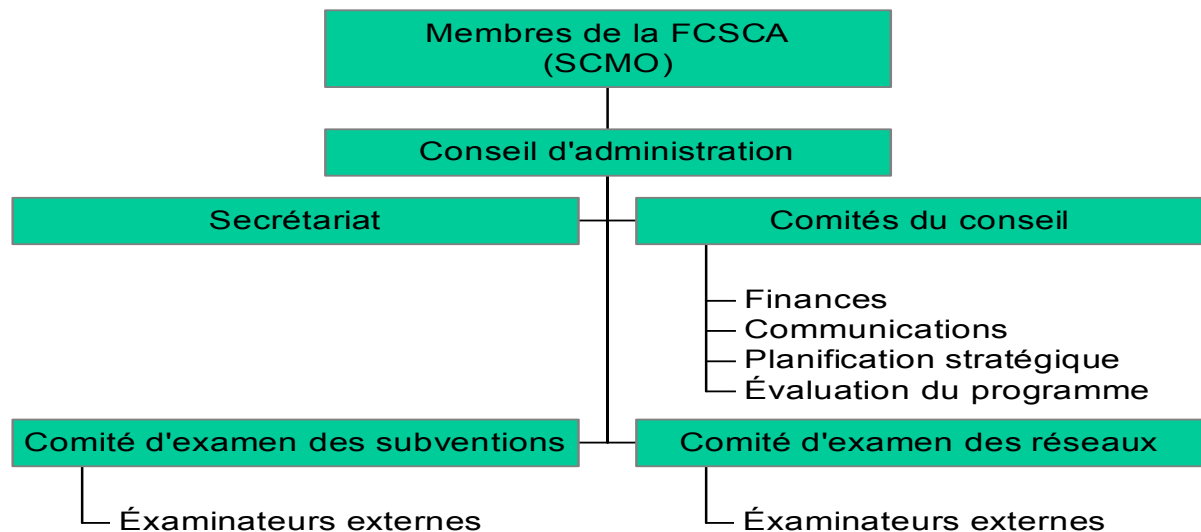 Membres de la FCSCA
(SCMO)
Conseil d'administration
Secrétariat
Comités du conseil
Finances
Communications
Planification stratégique
Évaluation du programme
Comité d'examen des subventions
Comité d'examen des réseaux
Éxaminateurs externes
Éxaminateurs externes